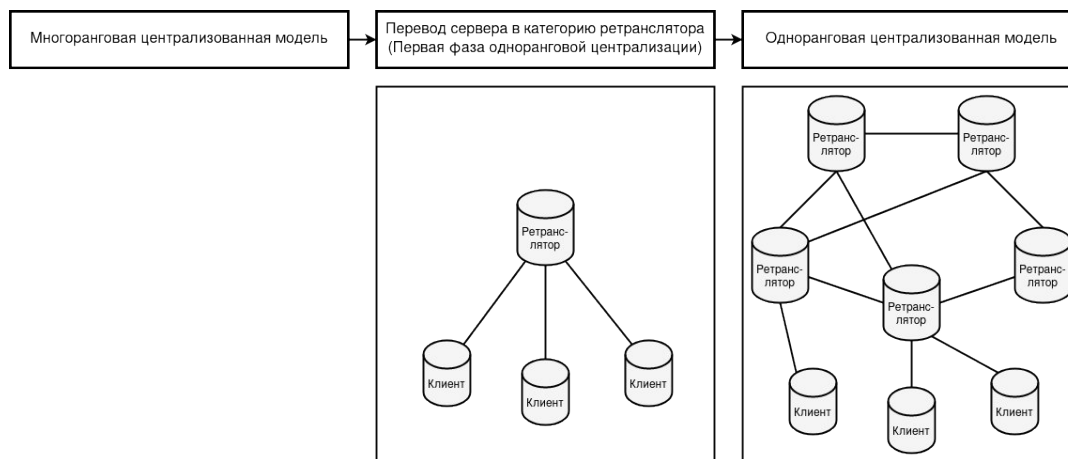 Многоранговая централизованная модель
Перевод сервера в категорию ретранслятора
(Первая фаза одноранговой централизации)
Одноранговая централизованная модель
Ретранс-
лятор
Клиент
Клиент
Клиент
Ретранс-
лятор
Ретранс-
лятор
Ретранс-
лятор
Ретранс-
лятор
Ретранс-
лятор
Клиент
Клиент
Клиент